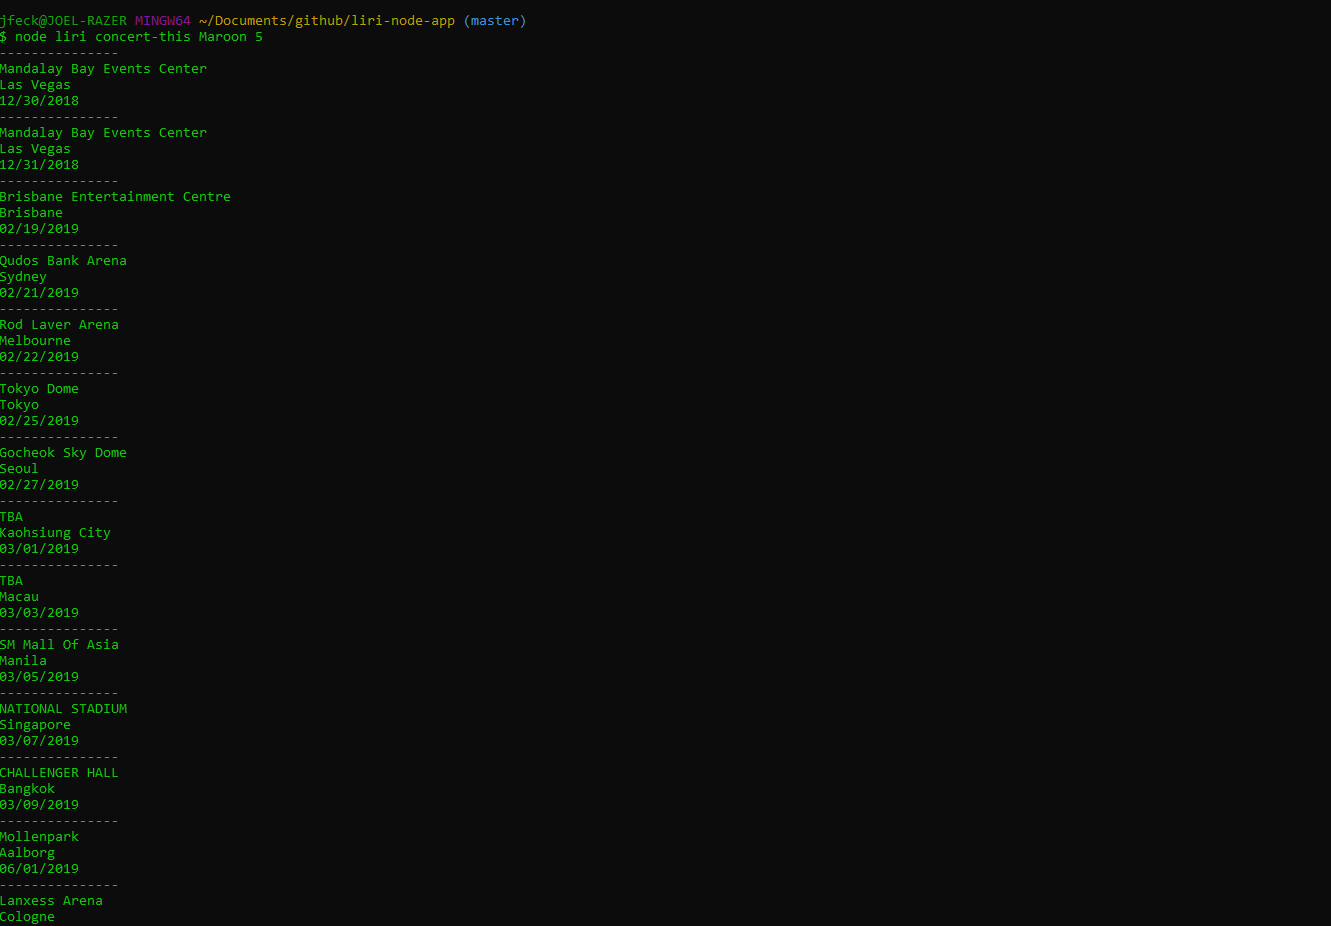 jfeck@JOEL-RAZER MINGW64 ~/Documents/github/liri-node-app (master)
$ node liri concert-this Maroon 5
---------------
Mandalay Bay Events Center
Las Vegas
12/30/2018
---------------
Mandalay Bay Events Center
Las Vegas
12/31/2018
---------------
Brisbane Entertainment Centre
Brisbane
02/19/2019
---------------
Qudos Bank Arena
Sydney
02/21/2019
---------------
Rod Laver Arena
Melbourne
02/22/2019
---------------
Tokyo Dome
Tokyo
02/25/2019
---------------
Gocheok Sky Dome
Seoul
02/27/2019
---------------
TBA
Kaohsiung City
03/01/2019
---------------
TBA
Macau
03/03/2019
---------------
SM Mall Of Asia
Manila
03/05/2019
---------------
NATIONAL STADIUM
Singapore
03/07/2019
---------------
CHALLENGER HALL
Bangkok
03/09/2019
---------------
Mollenpark
Aalborg
06/01/2019
---------------
Lanxess Arena
Cologne